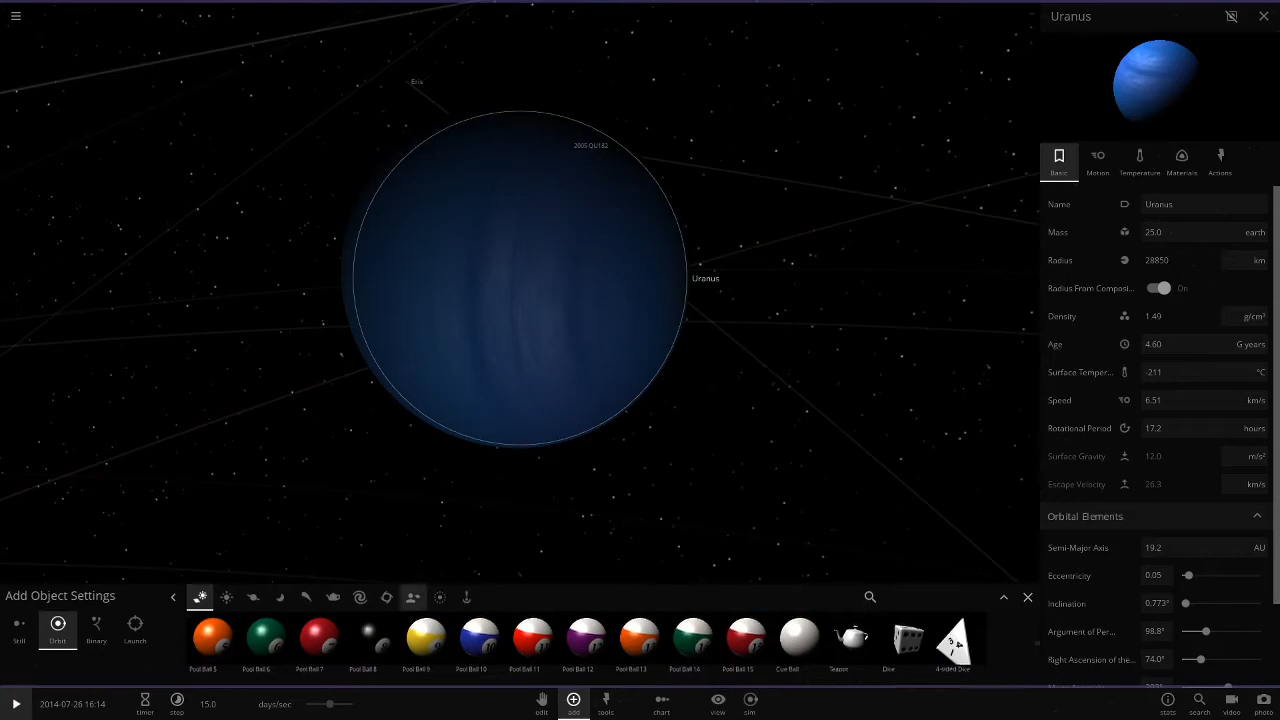 Uranus
Eris
2005 QU182
Uranus
Basic Motion Temperature Materials Actions
Name Uranus
Mass 25.0 earth
Radius 28850 km
Radius From Composi... On
Density 1.49 g/cm³
Age 4.60 G years
Surface Temper... -211 °C
Speed 6.51 km/s
Rotational Period 17.2 hours
Surface Gravity 12.0 m/s²
Escape Velocity 26.3 km/s
Orbital Elements
Semi-Major Axis 19.2 AU
Eccentricity 0.05
Inclination 0.773°
Argument of Per... 98.8°
Right Ascension of the... 74.0°
Add Object Settings
Still Orbit Binary Launch
Pool Ball 5 Pool Ball 6 Pool Ball 7 Pool Ball 8 Pool Ball 9 Pool Ball 10 Pool Ball 11 Pool Ball 12 Pool Ball 13 Pool Ball 14 Pool Ball 15 Cue Ball Teapot Dice 4-sided Dice
2014-07-26 16:14 timer step 15.0 days/sec edit add tools chart view sim stats search video photo